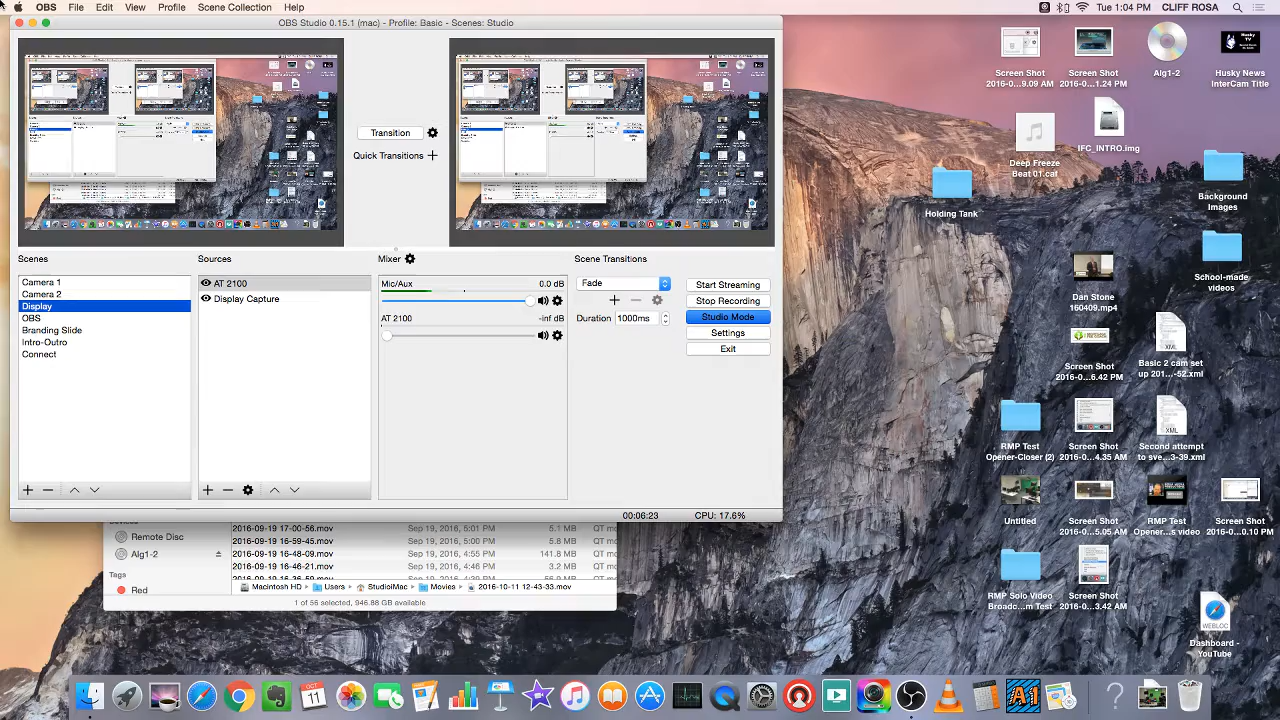 OBS File Edit View Profile Scene Collection Help
Tue 1:04 PM CLIFF ROSA
OBS Studio 0.15.1 (mac) - Profile: Basic - Scenes: Studio
Transition
Quick Transitions
Scenes
Camera 1
Camera 2
Display
OBS
Branding Slide
Intro-Outro
Connect
Sources
AT 2100
Display Capture
Mixer
Mic/Aux 0.0 dB
AT 2100 -inf dB
Scene Transitions
Fade
Duration 1000ms
Start Streaming
Stop Recording
Studio Mode
Settings
Exit
00:06:23 CPU: 17.6%
Remote Disc
Alg1-2
Tags
Red
2016-09-19 17-00-56.mov Sep 19, 2016, 5:01 PM 5.1 MB QT mo
2016-09-19 16-59-45.mov Sep 19, 2016, 5:00 PM 5.8 MB QT mo
2016-09-19 16-48-09.mov Sep 19, 2016, 4:55 PM 141.8 MB QT mo
2016-09-19 16-46-21.mov Sep 19, 2016, 4:46 PM 3.2 MB QT mo
Macintosh HD Users StudioiMac Movies 2016-10-11 12-43-33.mov
1 of 56 selected, 946.88 GB available
Screen Shot
2016-0...9.09 AM
Screen Shot
2016-0...1.24 PM
Alg1-2
Husky News
InterCam Title
Deep Freeze
Beat 01.caf
IFC_INTRO.img
Holding Tank
Background
Images
School-made
videos
Dan Stone
160409.mp4
Screen Shot
2016-0...6.42 PM
Basic 2 cam set
up 201...-52.xml
RMP Test
Opener-Closer (2)
Screen Shot
2016-0...4.35 AM
Second attempt
to sve...3-39.xml
Untitled
Screen Shot
2016-0...5.05 AM
RMP Test
Opener...s video
Screen Shot
2016-0...0.10 PM
RMP Solo Video
Broadc...m Test
Screen Shot
2016-0...3.42 AM
WEBLOC
Dashboard -
YouTube